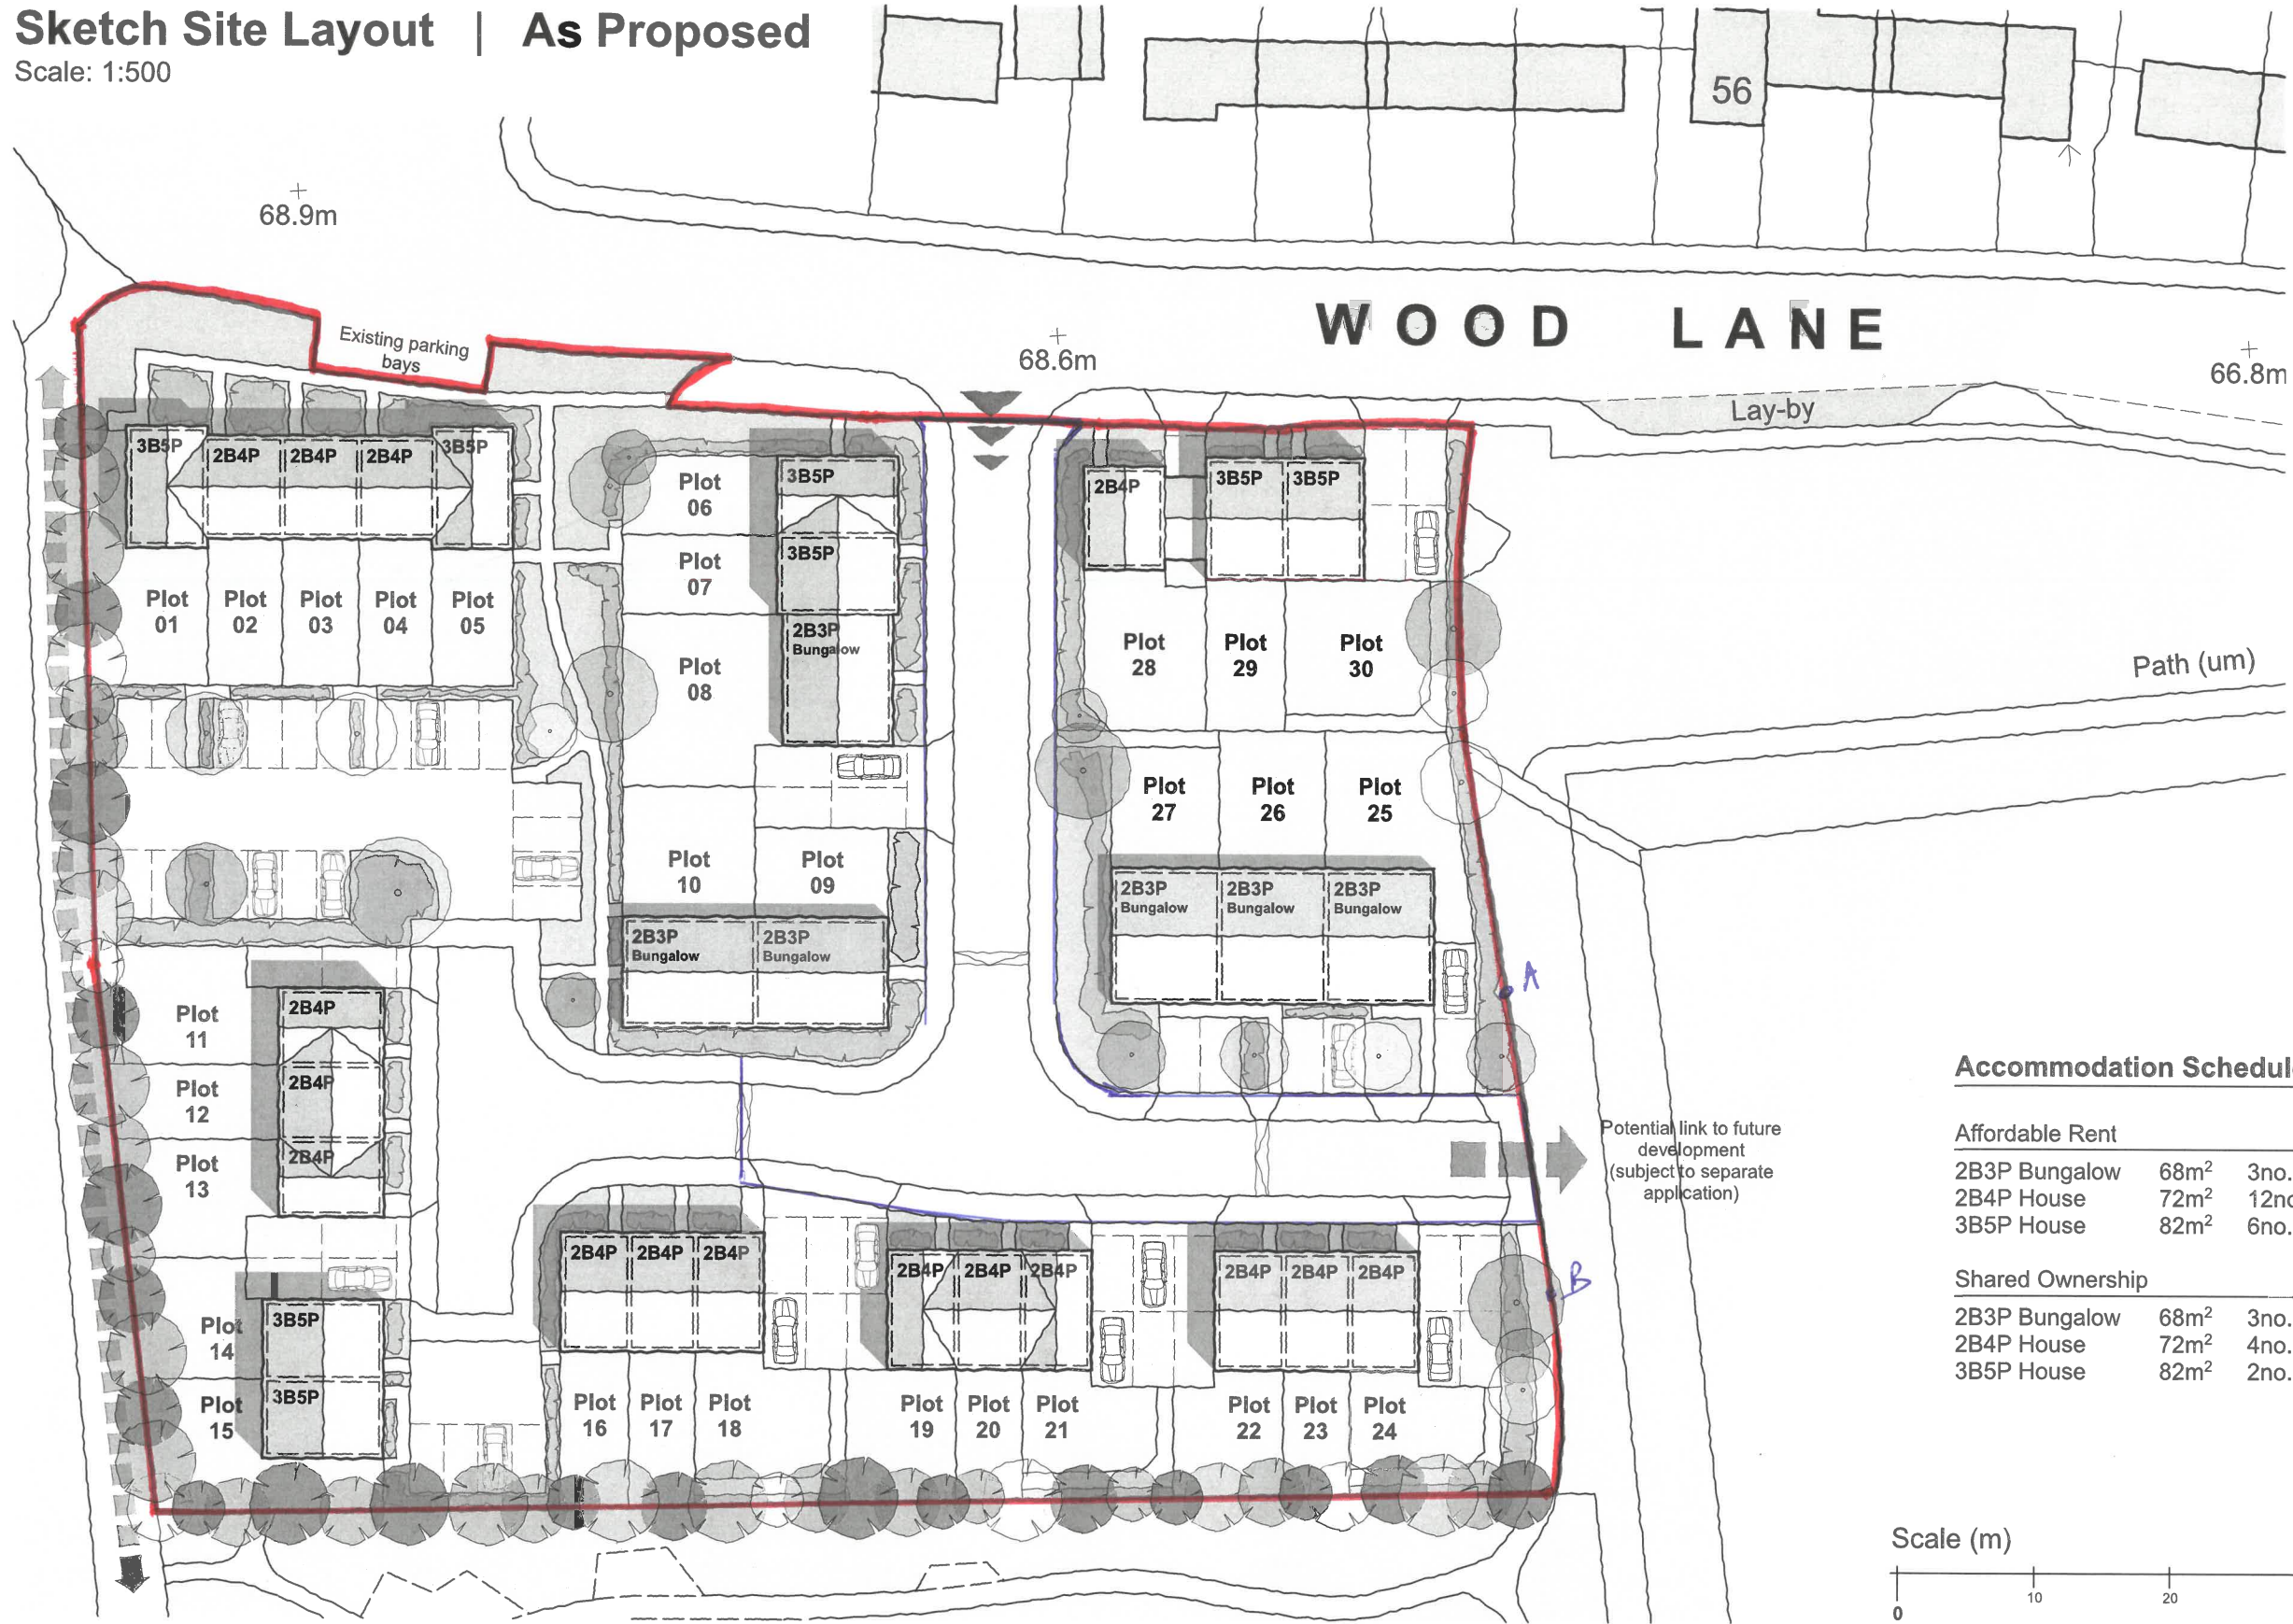 Sketch Site Layout | As Proposed
Scale: 1:500
56
68.9m
WOOD LANE
68.6m
66.8m
Existing parking
bays
Lay-by
3B5P
2B4P
2B4P
2B4P
3B5P
Plot
01
Plot
02
Plot
03
Plot
04
Plot
05
Plot
06
3B5P
Plot
07
3B5P
Plot
08
2B3P
Bungalow
2B4P
3B5P
3B5P
Plot
28
Plot
29
Plot
30
Path (um)
Plot
27
Plot
26
Plot
25
Plot
10
Plot
09
2B3P
Bungalow
2B3P
Bungalow
2B3P
Bungalow
2B3P
Bungalow
2B3P
Bungalow
A
Plot
11
2B4P
Plot
12
2B4P
Plot
13
2B4P
Potential link to future
development
(subject to separate
application)
B
Plot
14
3B5P
Plot
15
3B5P
2B4P
2B4P
2B4P
2B4P
2B4P
2B4P
2B4P
2B4P
2B4P
Plot
16
Plot
17
Plot
18
Plot
19
Plot
20
Plot
21
Plot
22
Plot
23
Plot
24
Accommodation Schedul
Affordable Rent
2B3P Bungalow 68m² 3no.
2B4P House 72m² 12no
3B5P House 82m² 6no.
Shared Ownership
2B3P Bungalow 68m² 3no.
2B4P House 72m² 4no.
3B5P House 82m² 2no.
Scale (m)
0 10 20